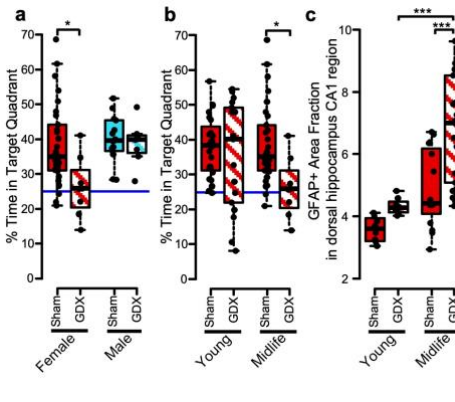 a
*
% Time in Target Quadrant
70
60
50
40
30
20
10
0
Sham
GDX
Sham
GDX
Female
Male
b
*
% Time in Target Quadrant
70
60
50
40
30
20
10
0
Sham
GDX
Sham
GDX
Young
Midlife
c
***
***
GFAP+ Area Fraction
in dorsal hippocampus CA1 region
10
8
6
4
2
Sham
GDX
Sham
GDX
Young
Midlife